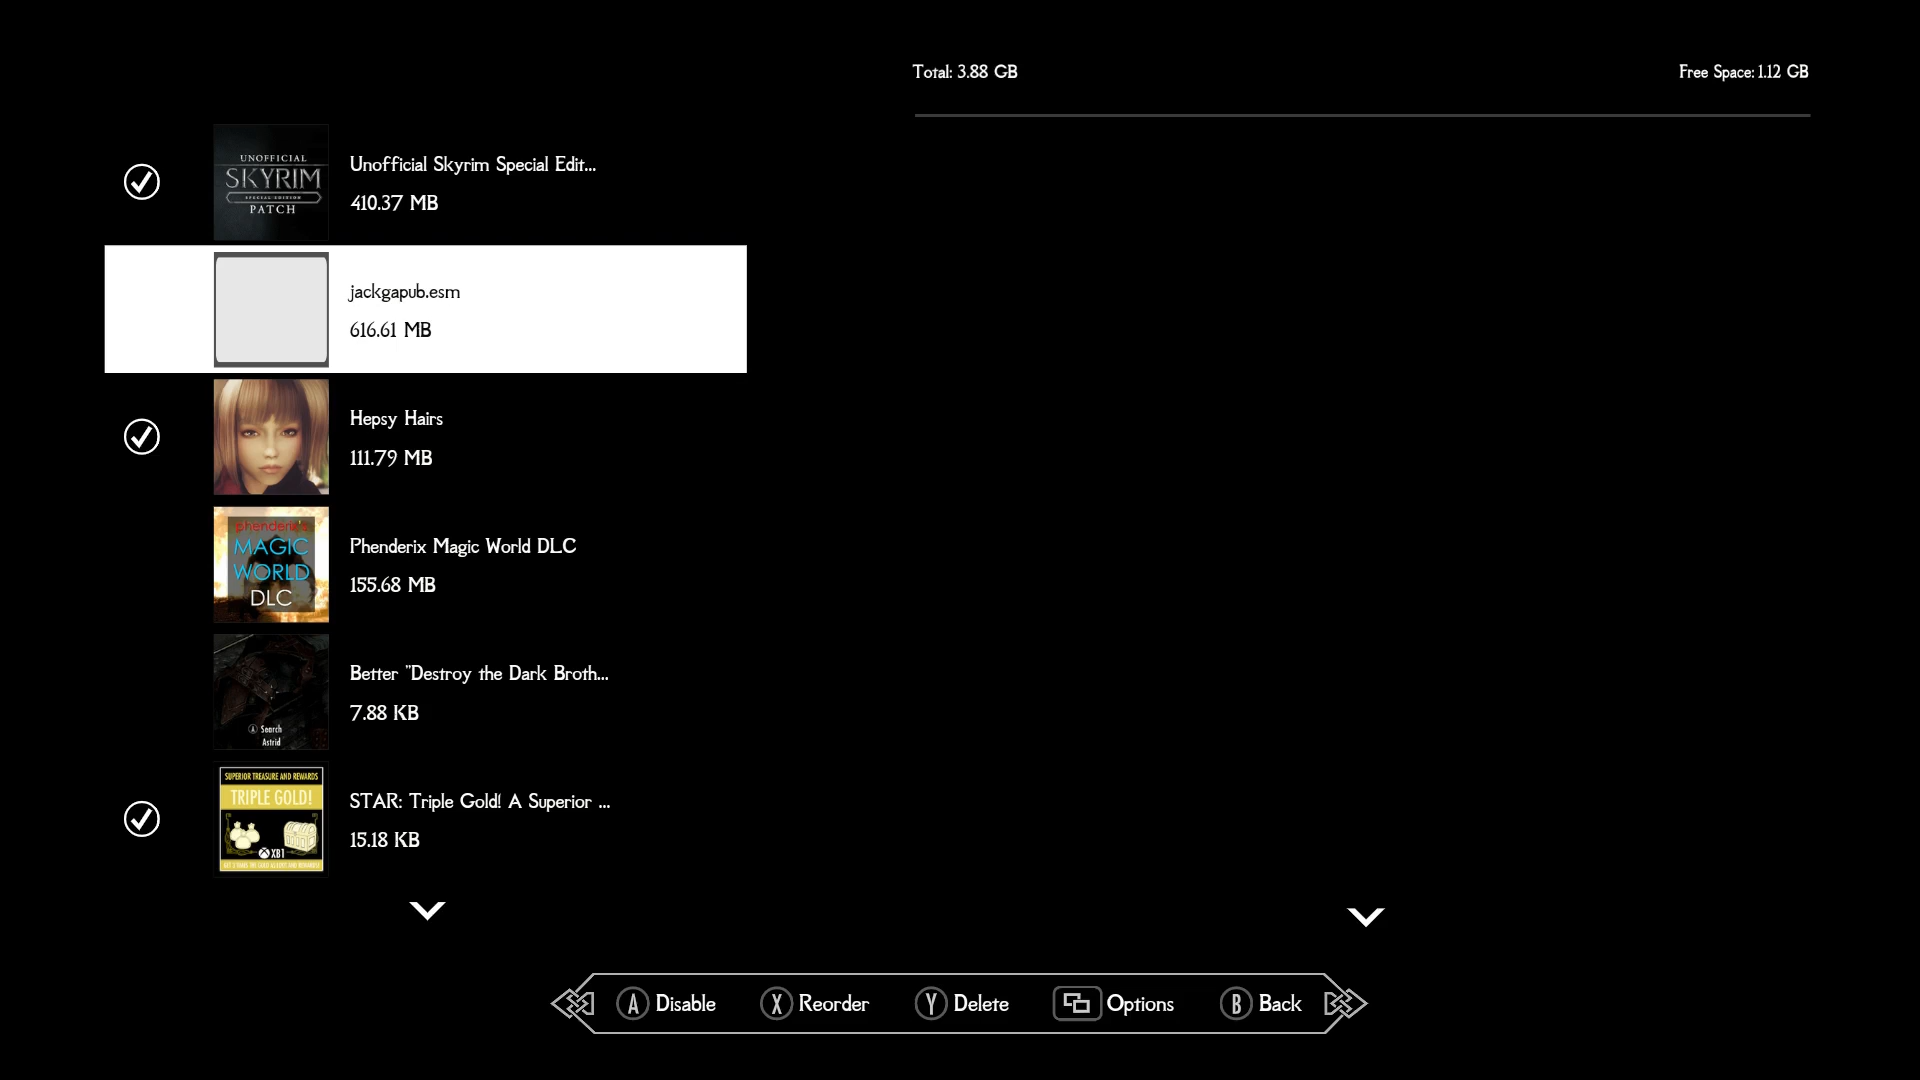 Total: 3.88 GB
Free Space: 1.12 GB
UNOFFICIAL
SKYRIM
SPECIAL EDITION
PATCH
Unofficial Skyrim Special Edit...
410.37 MB
jackgapub.esm
616.61 MB
Hepsy Hairs
111.79 MB
phenderix's
MAGIC
WORLD
DLC
Phenderix Magic World DLC
155.68 MB
A Search
Astrid
Better "Destroy the Dark Broth...
7.88 KB
SUPERIOR TREASURE AND REWARDS
TRIPLE GOLD!
XB1
STAR: Triple Gold! A Superior ...
15.18 KB
A Disable
X Reorder
Y Delete
Options
B Back